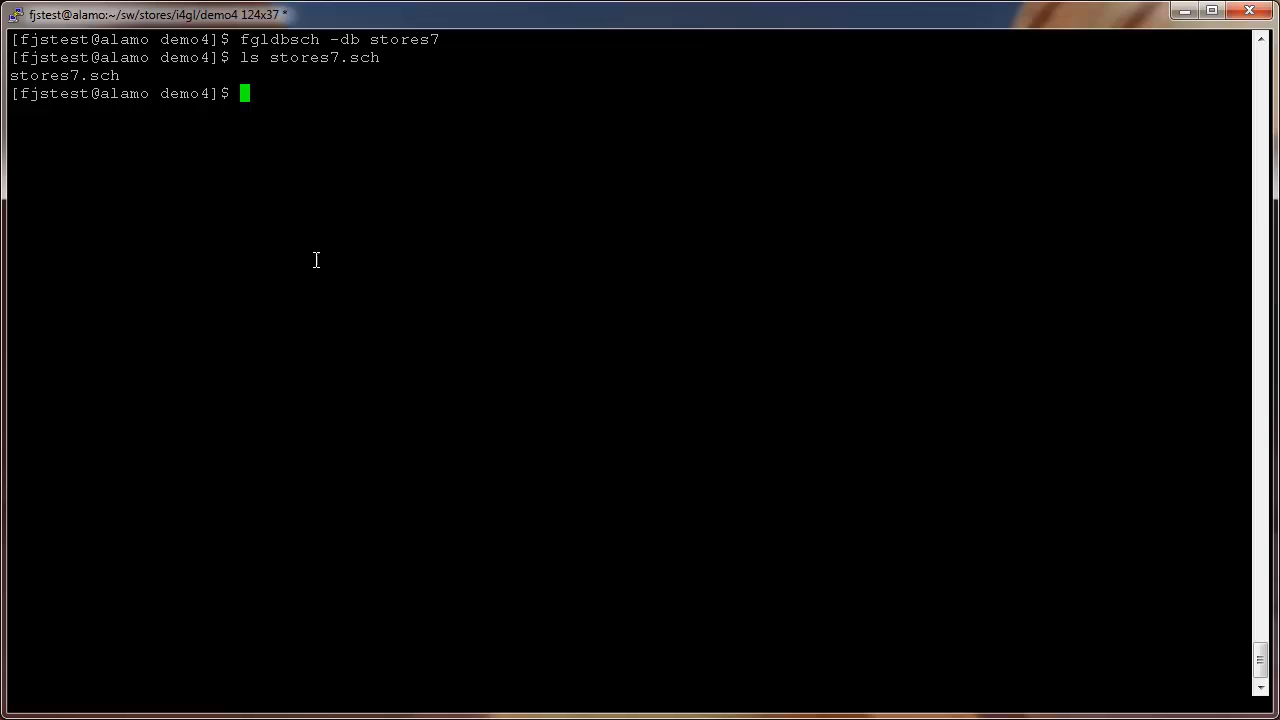 fjstest@alamo:~/sw/stores/i4gl/demo4 124x37 *
[fjstest@alamo demo4]$ fgldbsch -db stores7
[fjstest@alamo demo4]$ ls stores7.sch
stores7.sch
[fjstest@alamo demo4]$